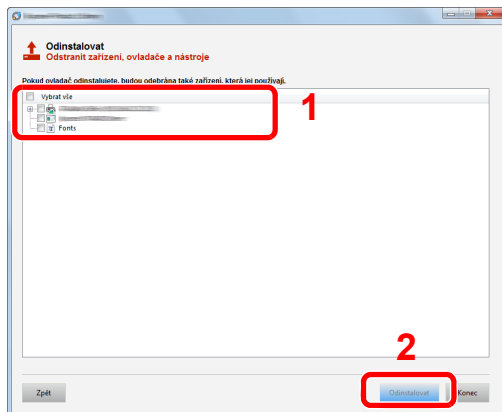 Odinstalovat
Odstranit zařízení, ovladače a nástroje
Pokud ovladač odinstalujete, budou odebrána také zařízení, která jej používají.
Vybrat vše
1
Fonts
2
Zpět
Odinstalovat
Konec